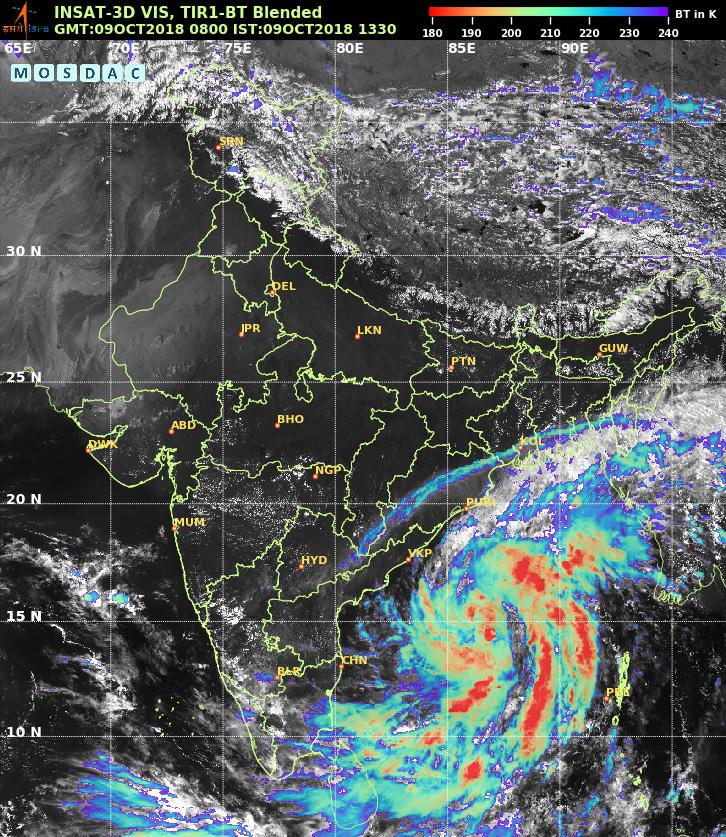 INSAT-3D VIS, TIR1-BT Blended
GMT:09OCT2018 0800 IST:09OCT2018 1330
BT in K
180 190 200 210 220 230 240
65E 70E 75E 80E 85E 90E
MOSDAC
SRN
30 N
DEL
JPR LKN
GUW
PTN
25 N
ABD BHO
DWK KOL
NGP
20 N
PURI
MUM
VKP
HYD
15 N
CHN
BLR
PBL
10 N